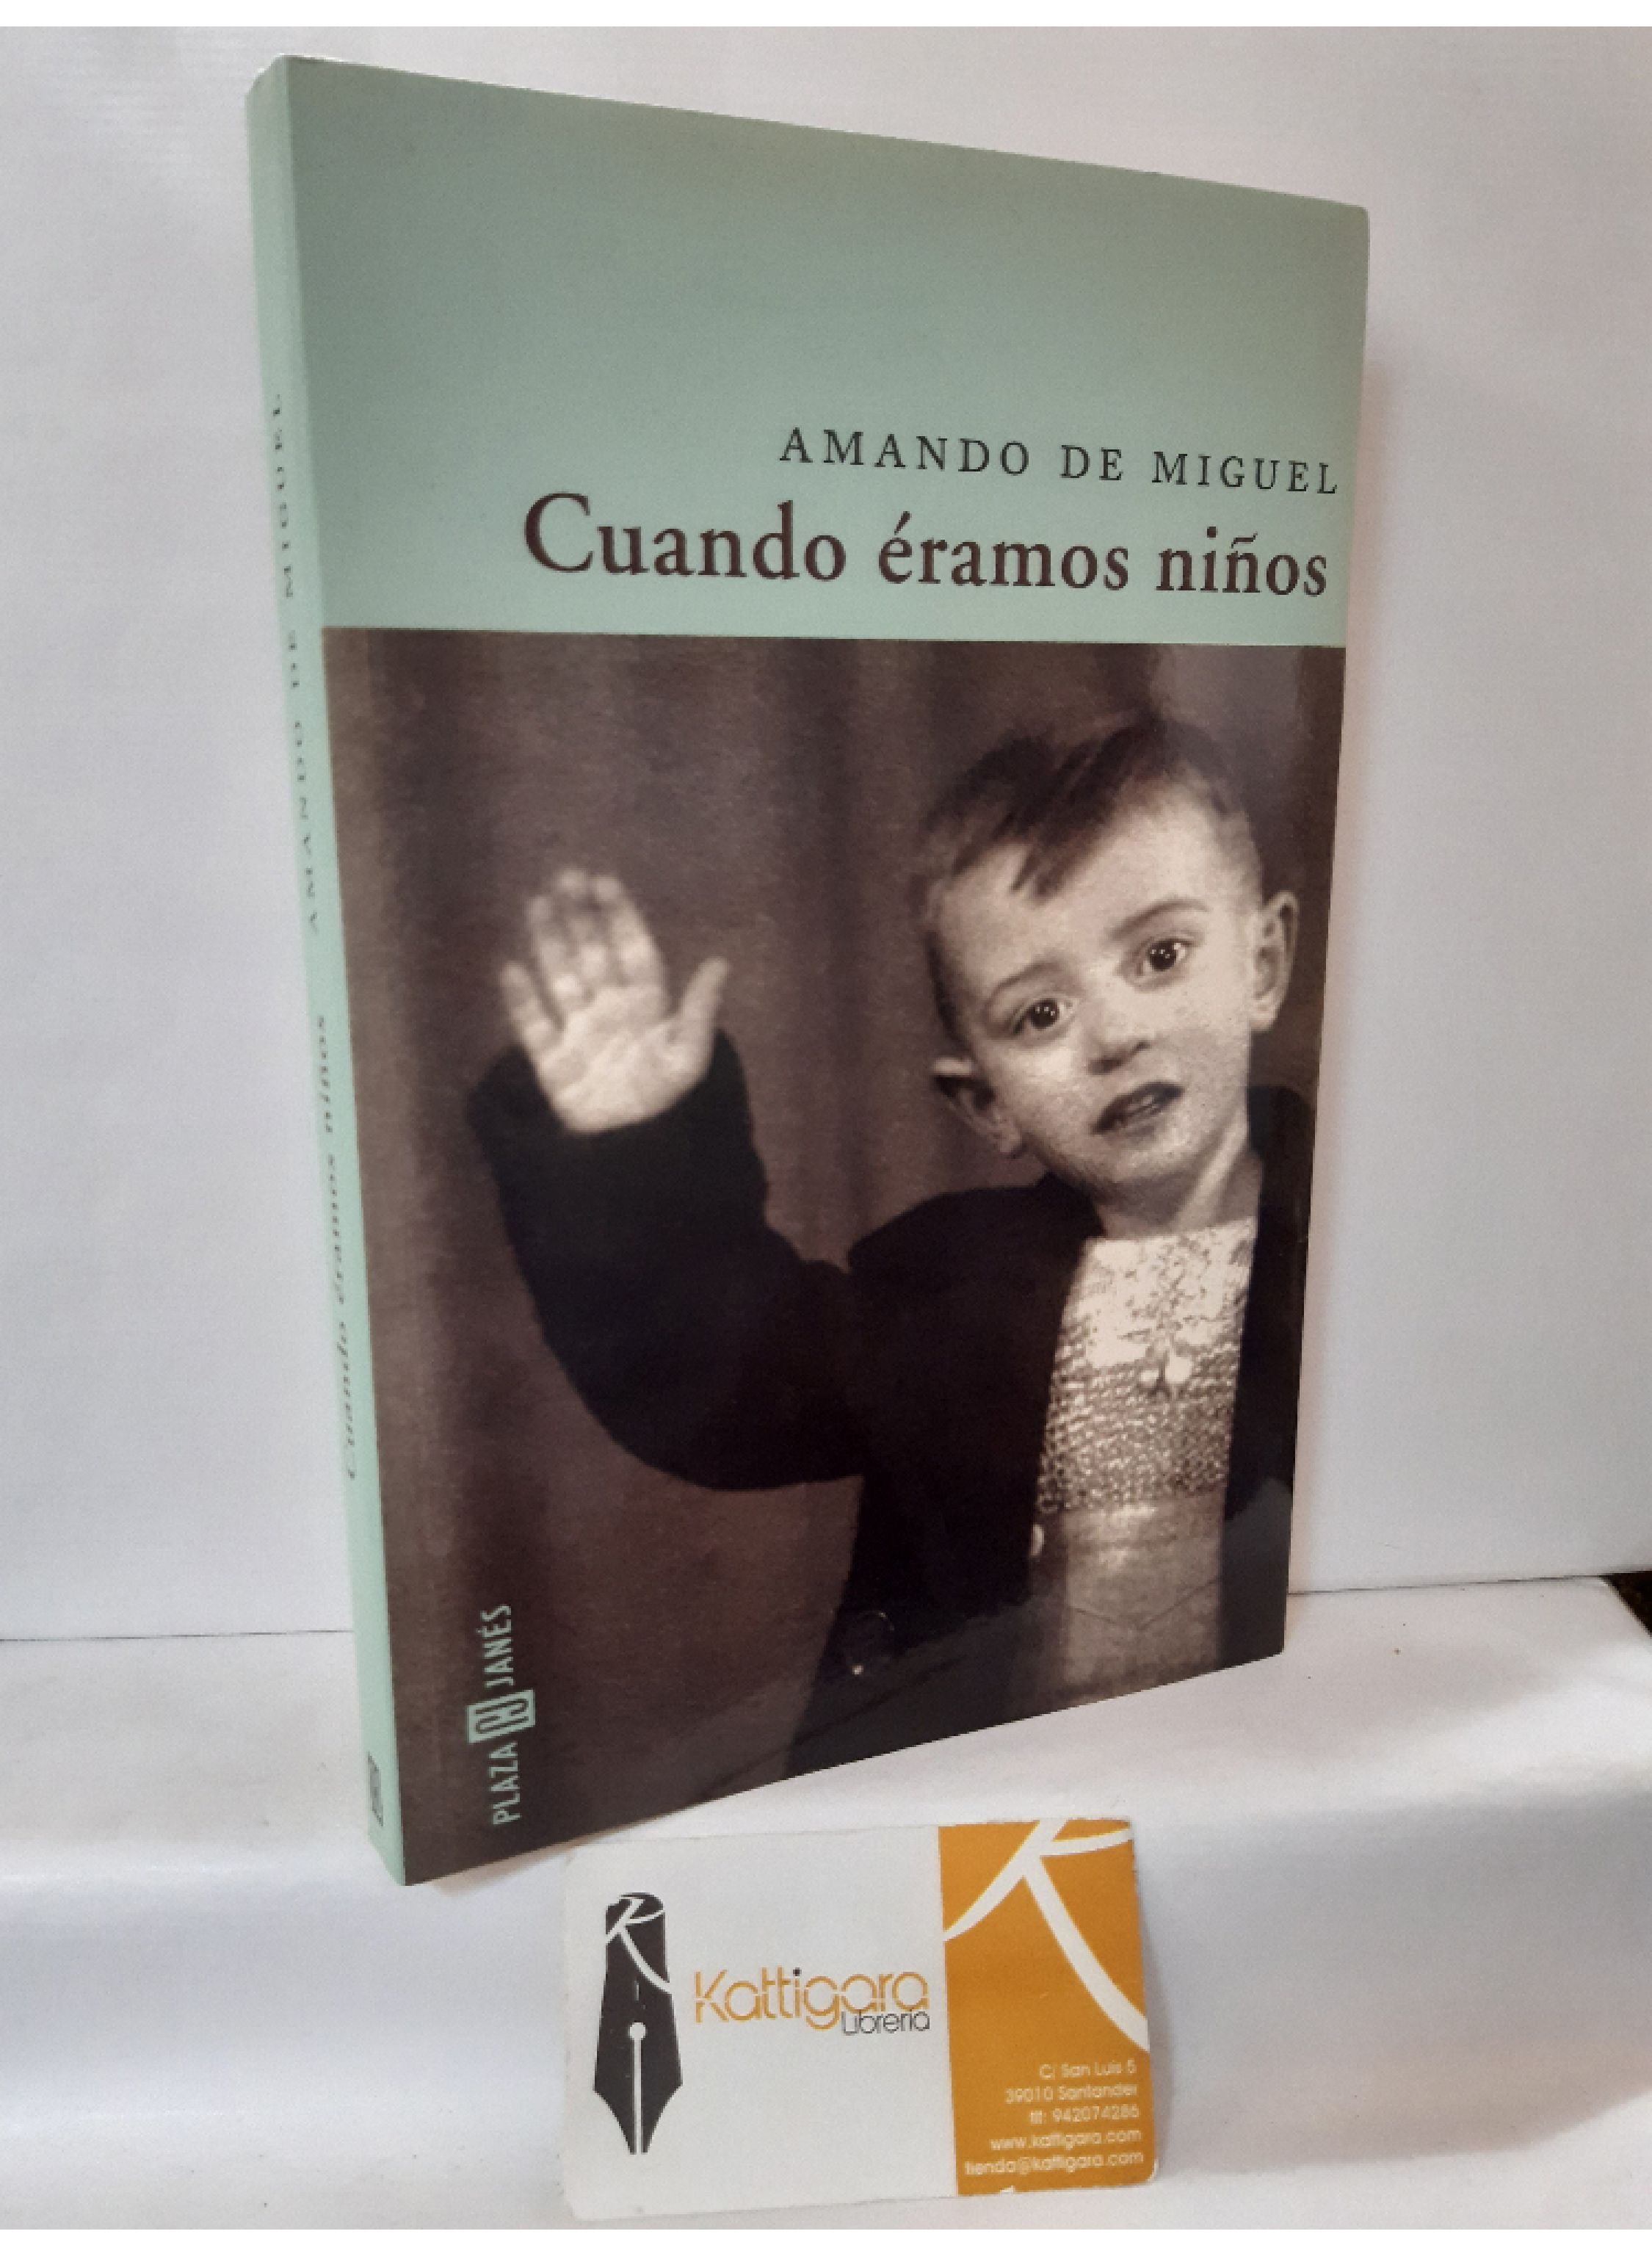 AMANDO DE MIGUEL
Cuando éramos niños
Cuando éramos niños AMANDO DE MIGUEL
PLAZA PJ JANÉS
Kattigara
Librería
C/ San Luis 5
39010 Santander
tlf: 942074286
www.kattigara.com
tienda@kattigara.com